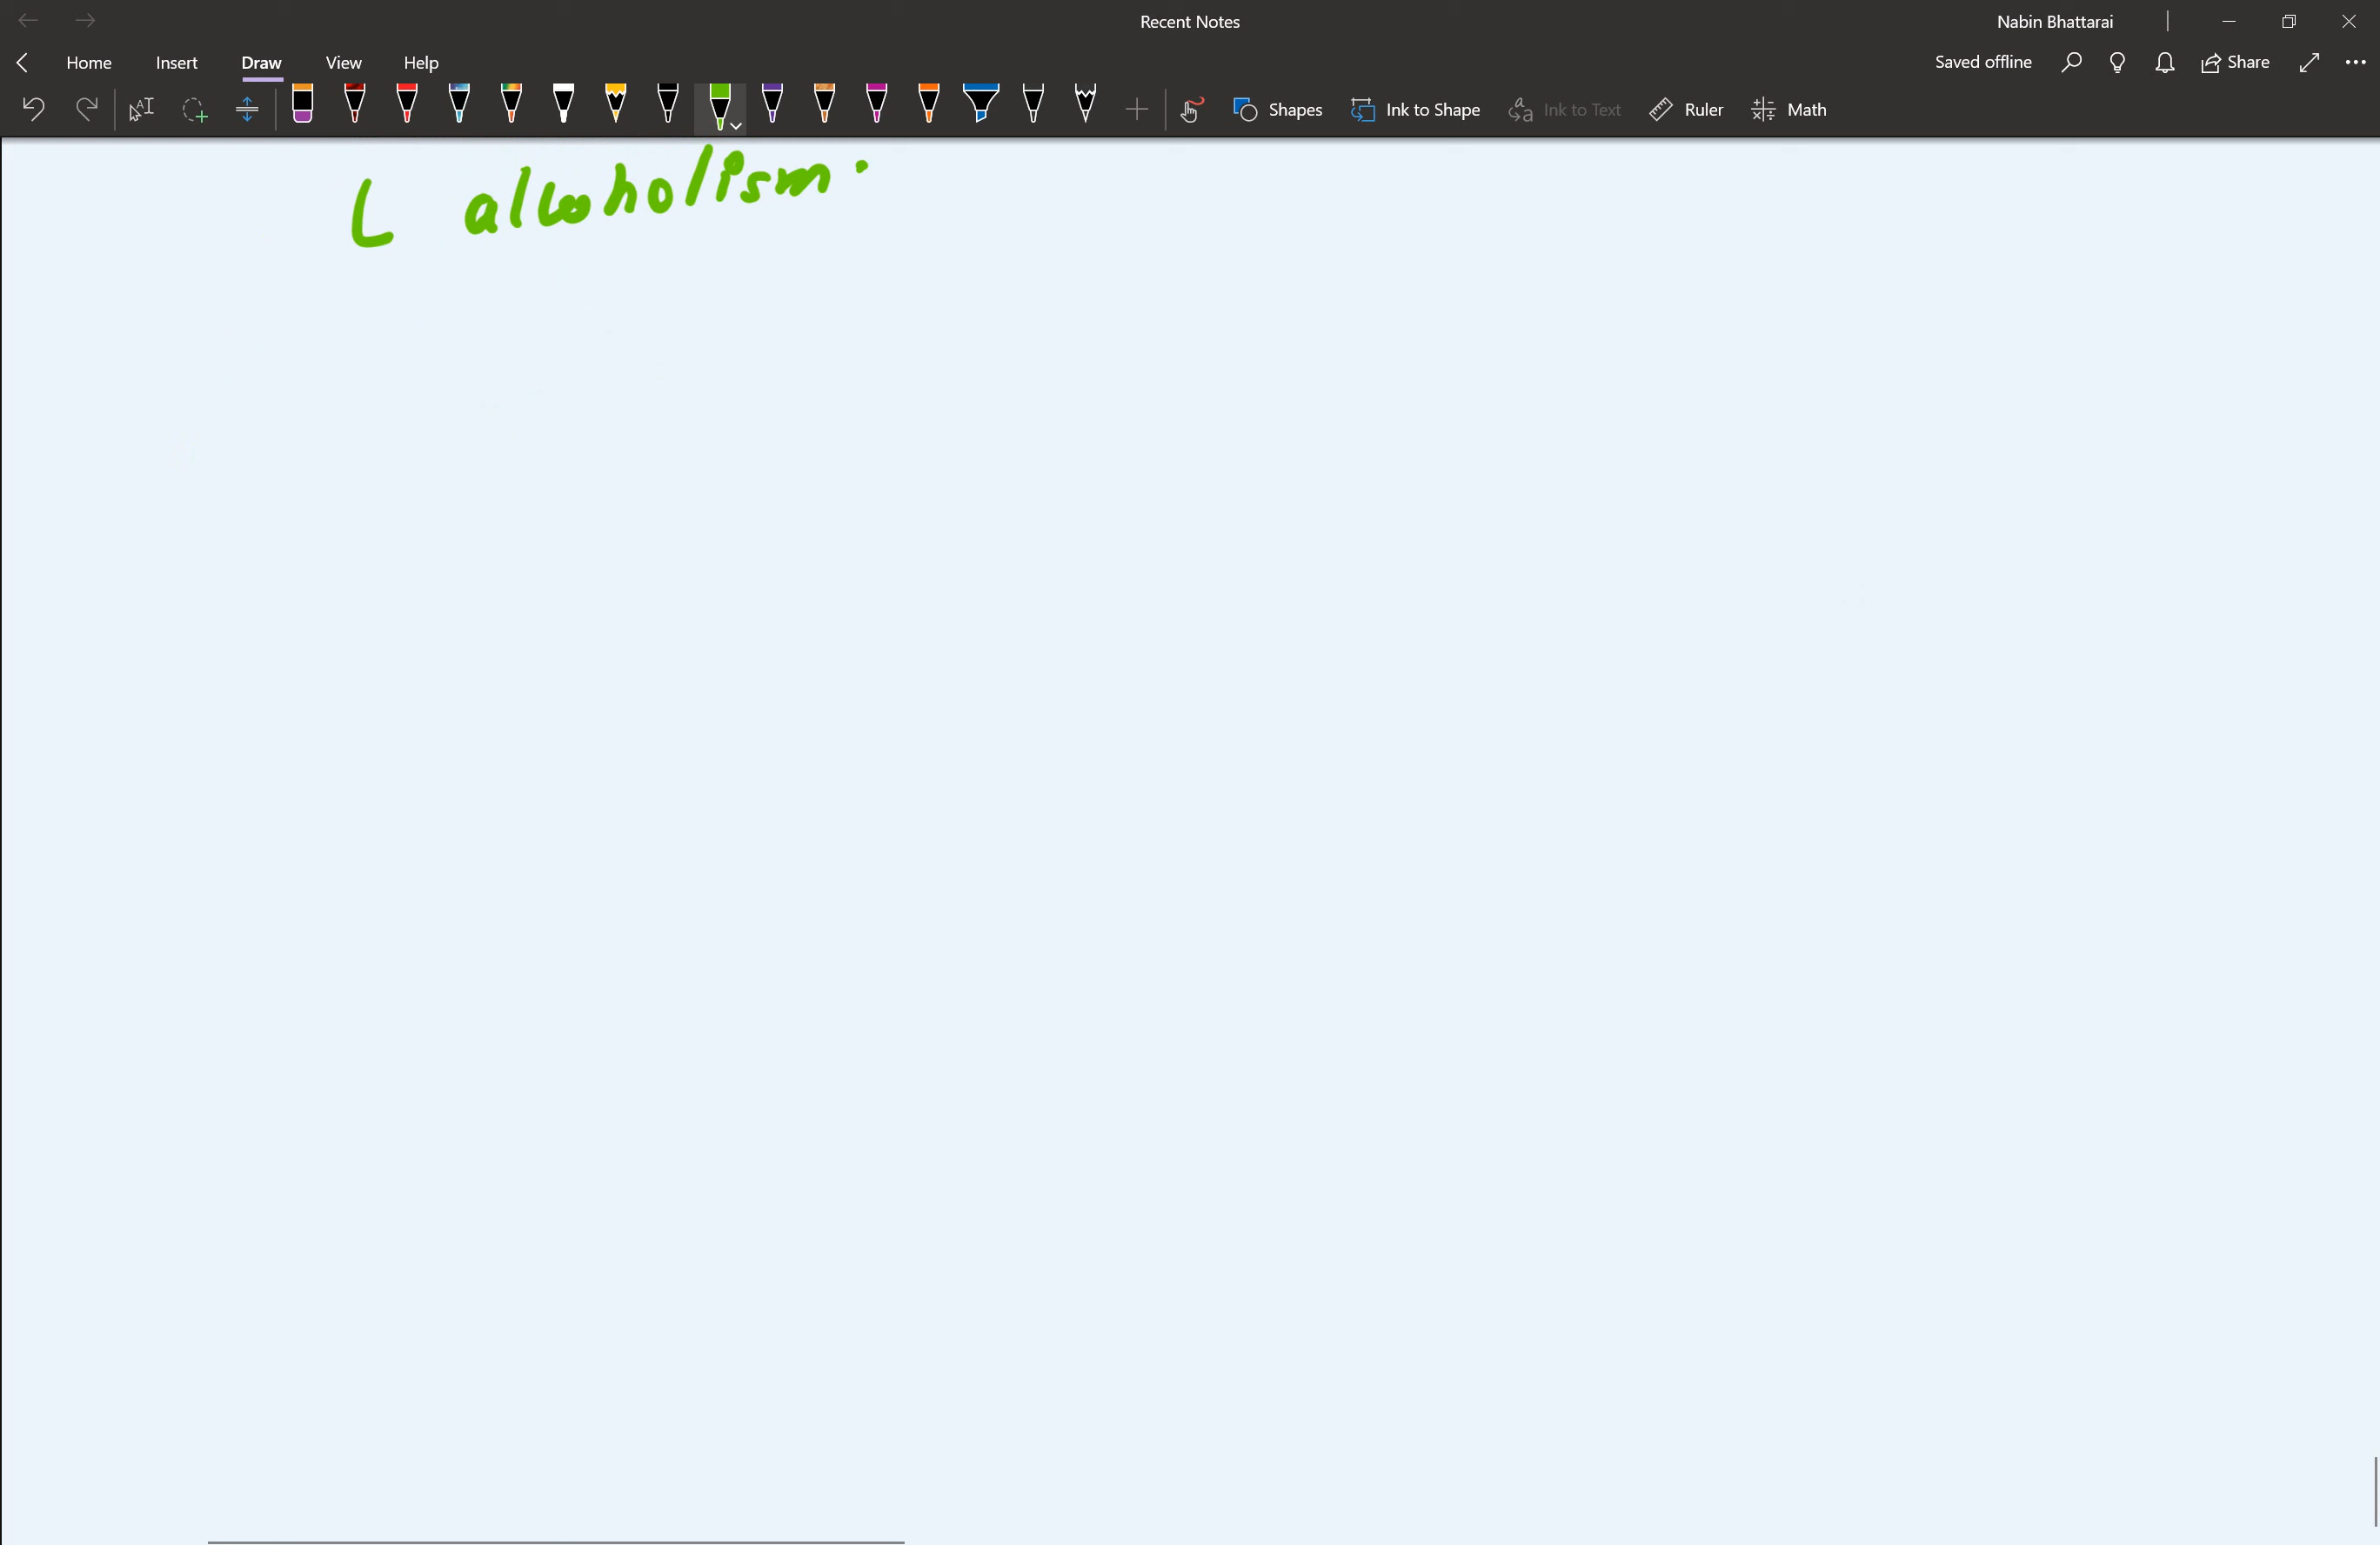 Recent Notes
Nabin Bhattarai
Home Insert Draw View Help
Saved offline
Share
Shapes Ink to Shape Ink to Text Ruler Math
L alcoholism.